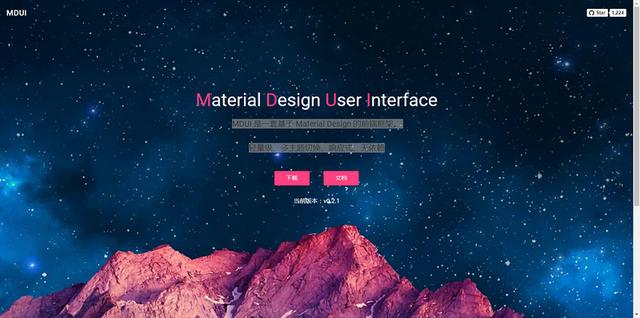 MDUI
Star 1,224
Material Design User Interface
MDUI 是一套基于 Material Design 的前端框架。
轻量级、多主题切换、响应式、无依赖
下载
文档
当前版本：v0.2.1